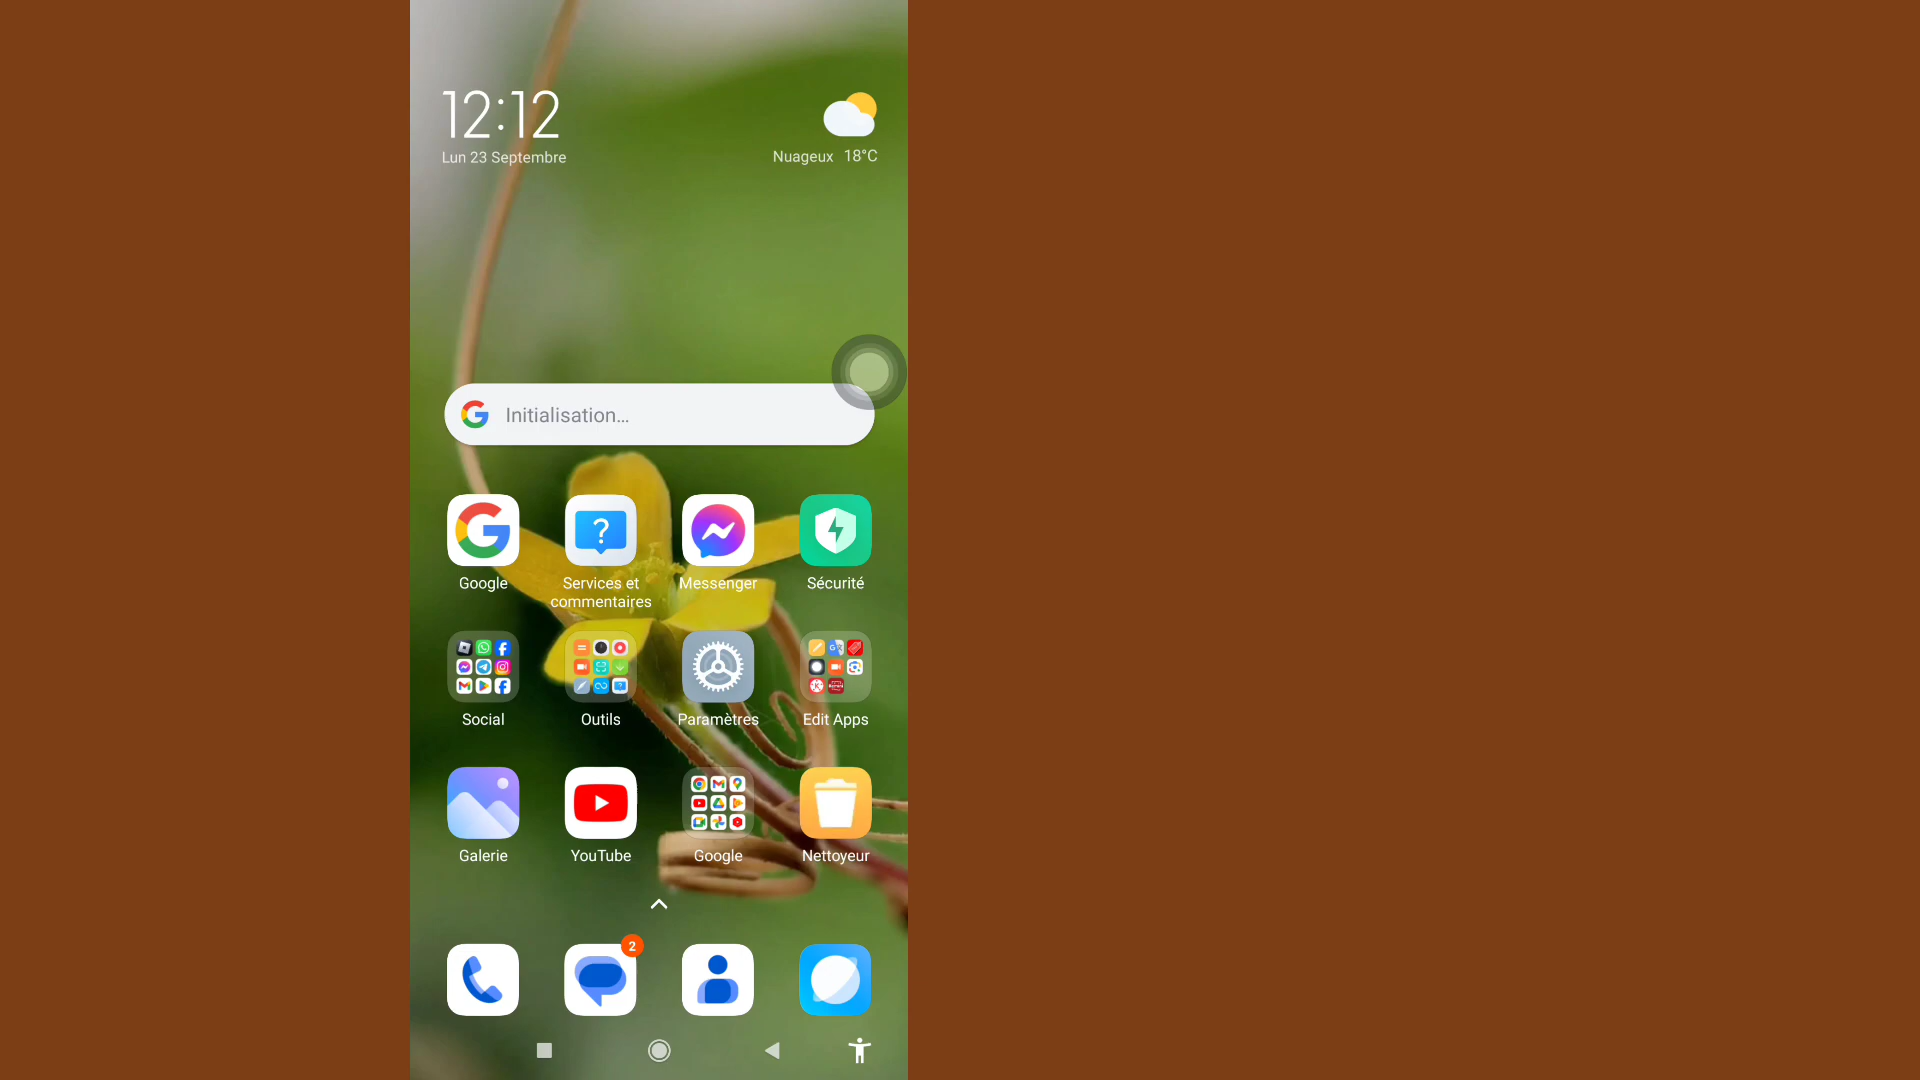 12:12
Lun 23 Septembre
Nuageux 18°C
Initialisation...
Google
Services et
commentaires
Messenger
Sécurité
Social
Outils
Paramètres
Edit Apps
Galerie
YouTube
Google
Nettoyeur
2